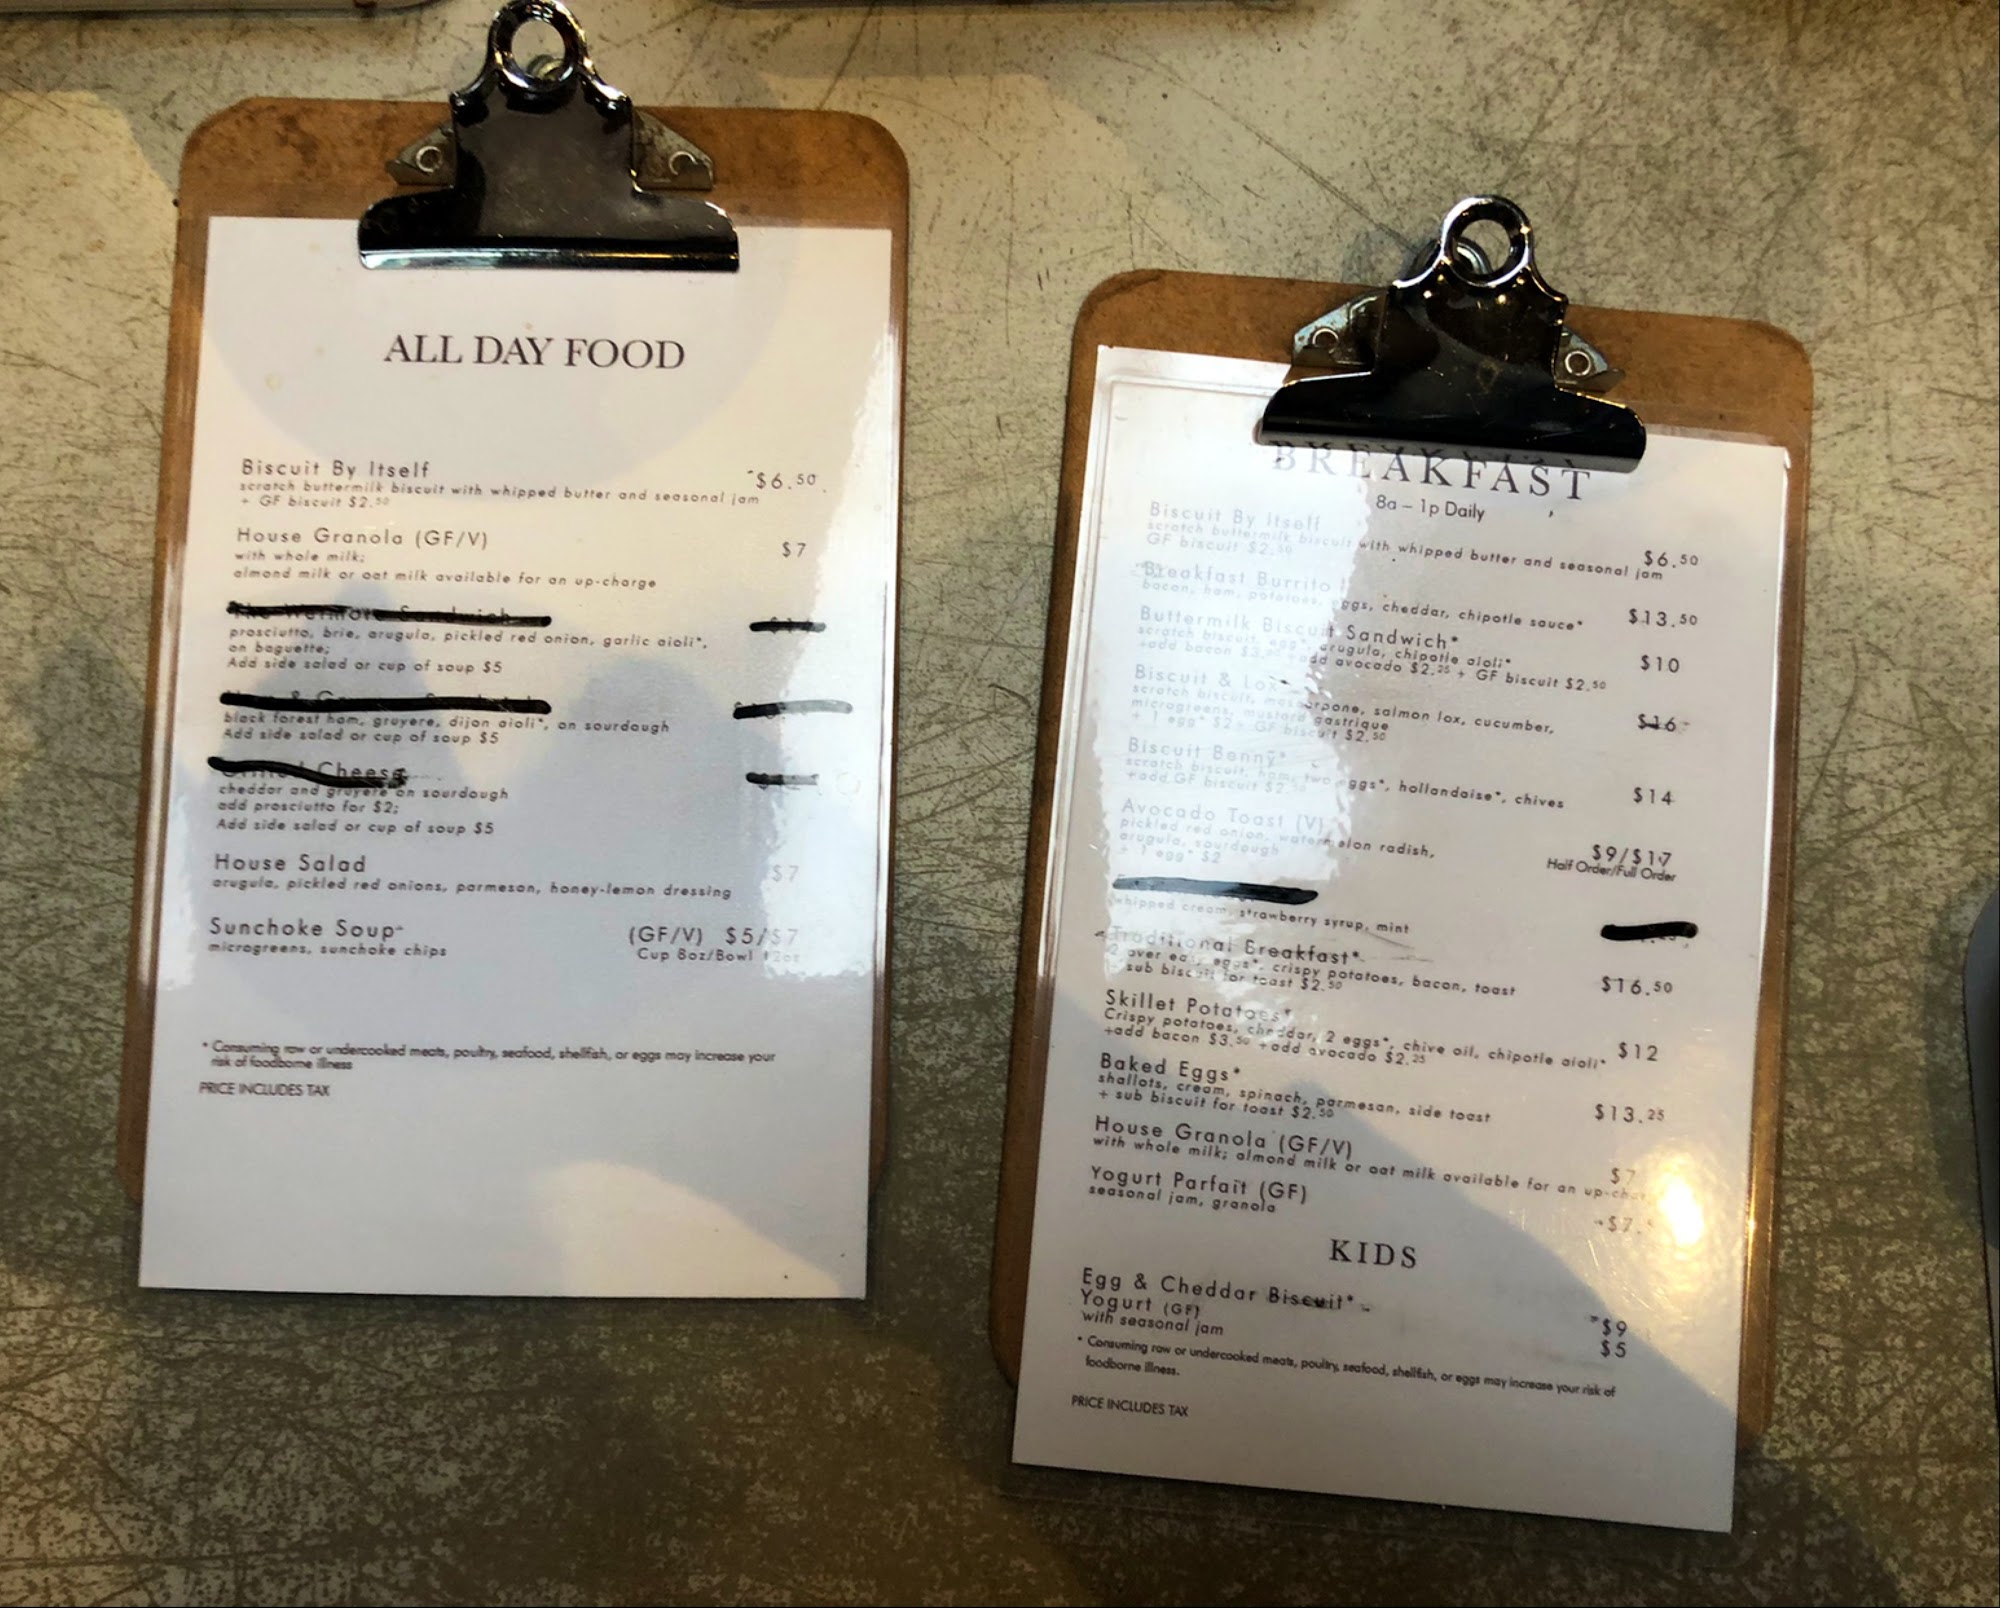 ALL DAY FOOD
Biscuit By Itself $6.50
scratch buttermilk biscuit with whipped butter and seasonal jam
+ GF biscuit $2.50
House Granola (GF/V) $7
with whole milk;
almond milk or oat milk available for an up-charge
Sandwich
prosciutto, brie, arugula, pickled red onion, garlic aioli*,
on baguette;
Add side salad or cup of soup $5
black forest ham, gruyere, dijon aioli*, on sourdough
Add side salad or cup of soup $5
Cheese
cheddar and gruyere on sourdough
add prosciutto for $2;
Add side salad or cup of soup $5
House Salad $7
arugula, pickled red onions, parmesan, honey-lemon dressing
Sunchoke Soup (GF/V) $5/$7
microgreens, sunchoke chips Cup 8oz/Bowl 12oz
* Consuming raw or undercooked meats, poultry, seafood, shellfish, or eggs may increase your
risk of foodborne illness
PRICE INCLUDES TAX
BREAKFAST
8a – 1p Daily
Biscuit By Itself $6.50
scratch buttermilk biscuit with whipped butter and seasonal jam
GF biscuit $2.50
Breakfast Burrito $13.50
bacon, ham, potatoes, eggs, cheddar, chipotle sauce*
Buttermilk Biscuit Sandwich* $10
scratch biscuit, egg*, arugula, chipotle aioli*
+add bacon $3.50 +add avocado $2.25 + GF biscuit $2.50
Biscuit & Lox $16
scratch biscuit, mascarpone, salmon lox, cucumber,
microgreens, mustard gastrique
+ 1 egg* $2 + GF biscuit $2.50
Biscuit Benny* $14
scratch biscuit, ham, two eggs*, hollandaise*, chives
+add GF biscuit $2.50
Avocado Toast (V) $9/$17
pickled red onion, watermelon radish, Half Order/Full Order
arugula, sourdough
+ 1 egg* $2
whipped cream, strawberry syrup, mint
Traditional Breakfast* $16.50
2 over easy eggs*, crispy potatoes, bacon, toast
sub biscuit for toast $2.50
Skillet Potatoes* $12
Crispy potatoes, cheddar, 2 eggs*, chive oil, chipotle aioli*
+add bacon $3.50 +add avocado $2.25
Baked Eggs* $13.25
shallots, cream, spinach, parmesan, side toast
+ sub biscuit for toast $2.50
House Granola (GF/V) $7
with whole milk; almond milk or oat milk available for an up-charge
Yogurt Parfait (GF)
seasonal jam, granola
KIDS
Egg & Cheddar Biscuit* $9
Yogurt (GF) $5
with seasonal jam
* Consuming raw or undercooked meats, poultry, seafood, shellfish, or eggs may increase your risk of
foodborne illness.
PRICE INCLUDES TAX